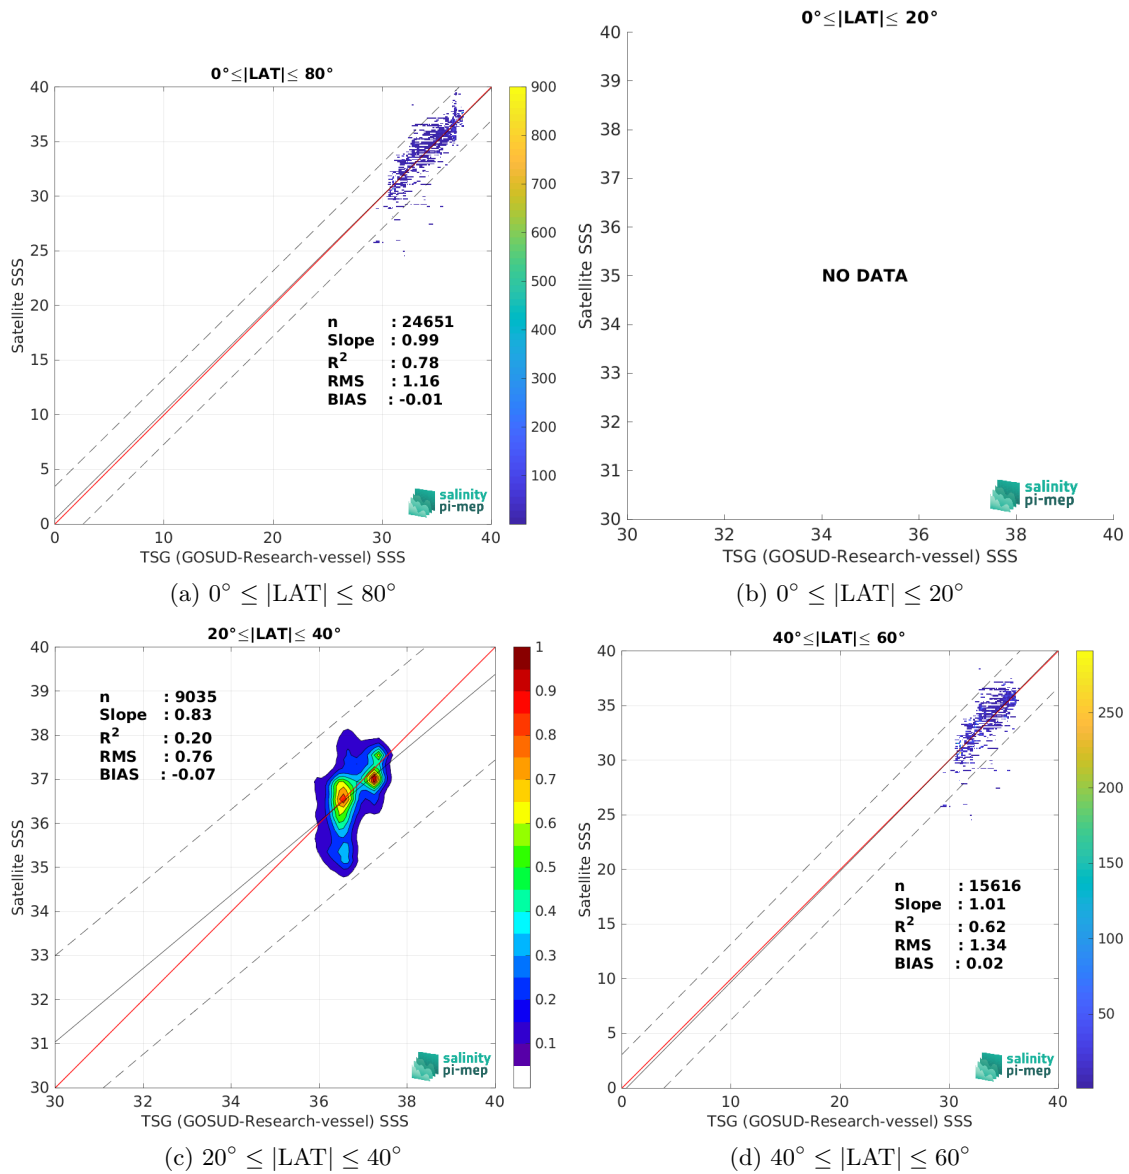 0°≤|LAT|≤ 80°
40
35
30
25
20
15
10
5
0
0
10
20
30
40
Satellite SSS
TSG (GOSUD-Research-vessel) SSS
n : 24651
Slope : 0.99
R² : 0.78
RMS : 1.16
BIAS : -0.01
salinity
pi-mep
900
800
700
600
500
400
300
200
100
(a) 0° ≤ |LAT| ≤ 80°
0°≤|LAT|≤ 20°
40
39
38
37
36
35
34
33
32
31
30
30
32
34
36
38
40
Satellite SSS
TSG (GOSUD-Research-vessel) SSS
NO DATA
salinity
pi-mep
(b) 0° ≤ |LAT| ≤ 20°
20°≤|LAT|≤ 40°
40
39
38
37
36
35
34
33
32
31
30
30
32
34
36
38
40
Satellite SSS
TSG (GOSUD-Research-vessel) SSS
n : 9035
Slope : 0.83
R² : 0.20
RMS : 0.76
BIAS : -0.07
salinity
pi-mep
1
0.9
0.8
0.7
0.6
0.5
0.4
0.3
0.2
0.1
(c) 20° ≤ |LAT| ≤ 40°
40°≤|LAT|≤ 60°
40
35
30
25
20
15
10
5
0
0
10
20
30
40
Satellite SSS
TSG (GOSUD-Research-vessel) SSS
n : 15616
Slope : 1.01
R² : 0.62
RMS : 1.34
BIAS : 0.02
salinity
pi-mep
250
200
150
100
50
(d) 40° ≤ |LAT| ≤ 60°